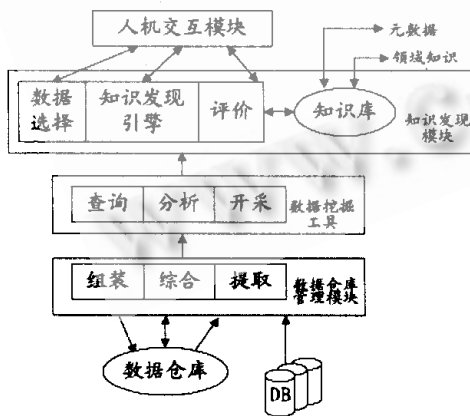 人机交互模块
元数据
领域知识
数据选择
知识发现引擎
评价
知识库
知识发现模块
查询
分析
开采
数据挖掘工具
组装
综合
提取
数据仓库管理模块
数据仓库
DB